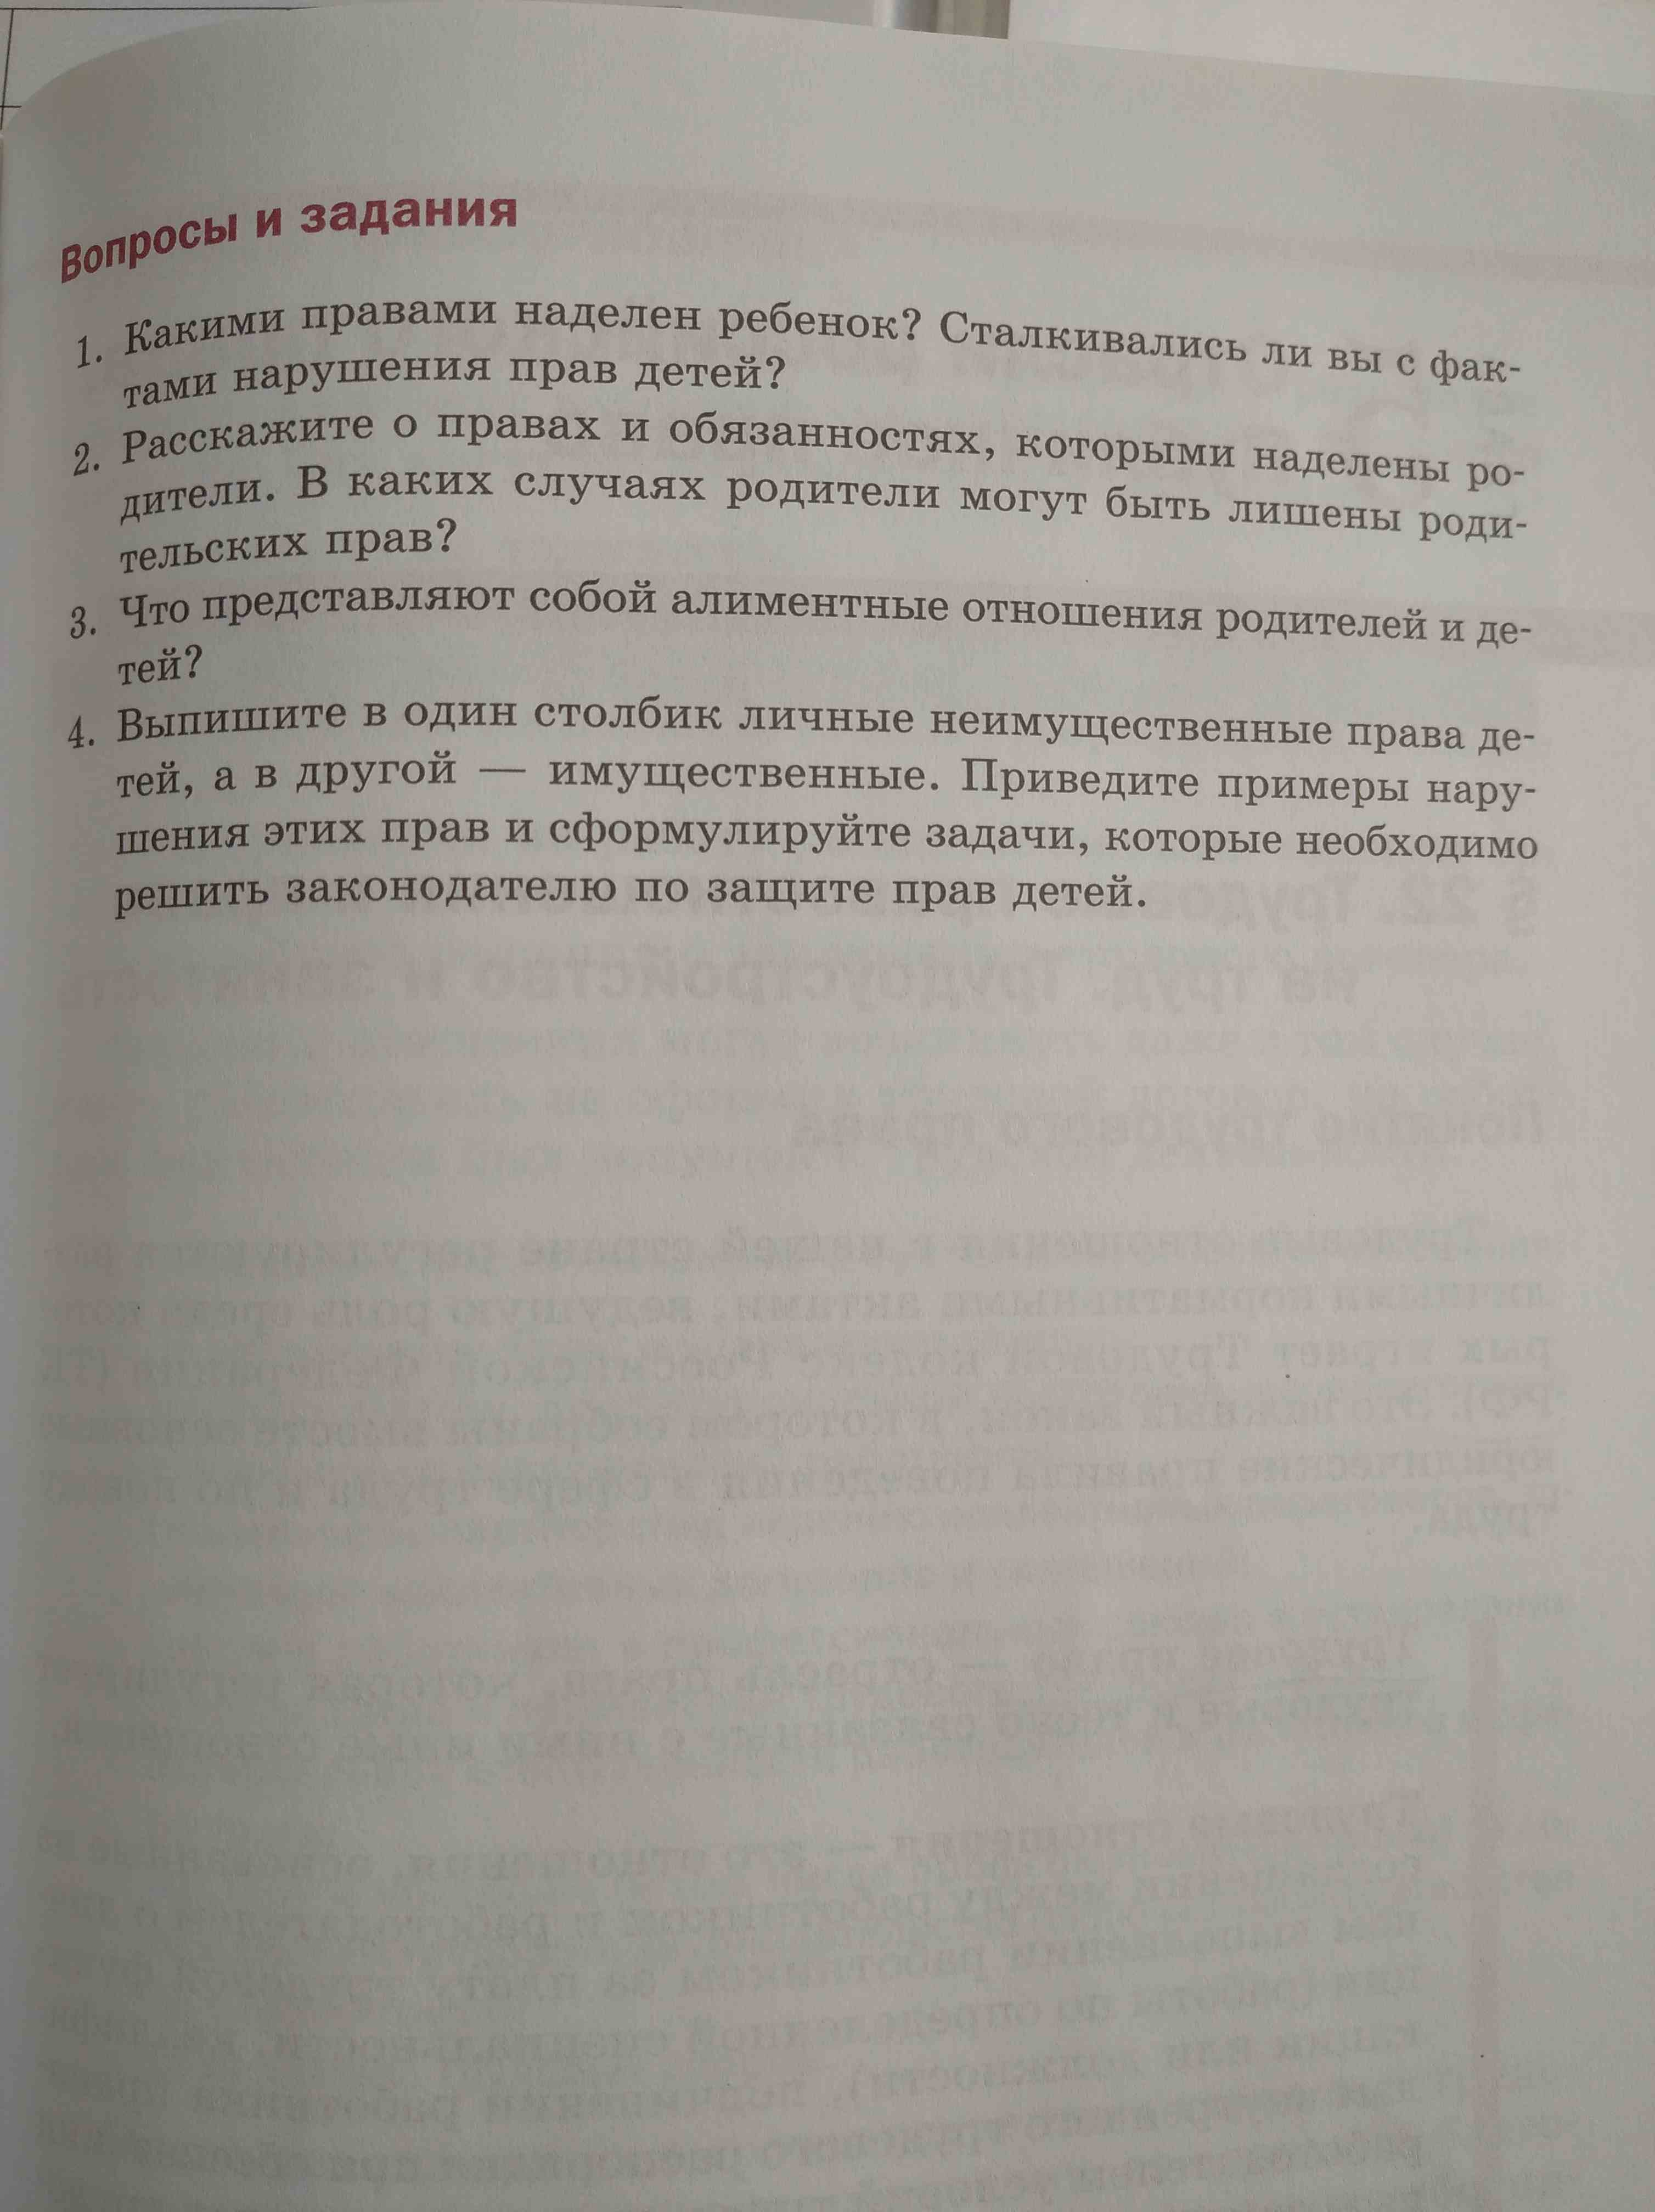 Вопросы и задания
1. Какими правами наделен ребенок? Сталкивались ли вы с фак-
тами нарушения прав детей?
2. Расскажите о правах и обязанностях, которыми наделены ро-
дители. В каких случаях родители могут быть лишены роди-
тельских прав?
3. Что представляют собой алиментные отношения родителей и де-
тей?
4. Выпишите в один столбик личные неимущественные права де-
тей, а в другой — имущественные. Приведите примеры нару-
шения этих прав и сформулируйте задачи, которые необходимо
решить законодателю по защите прав детей.